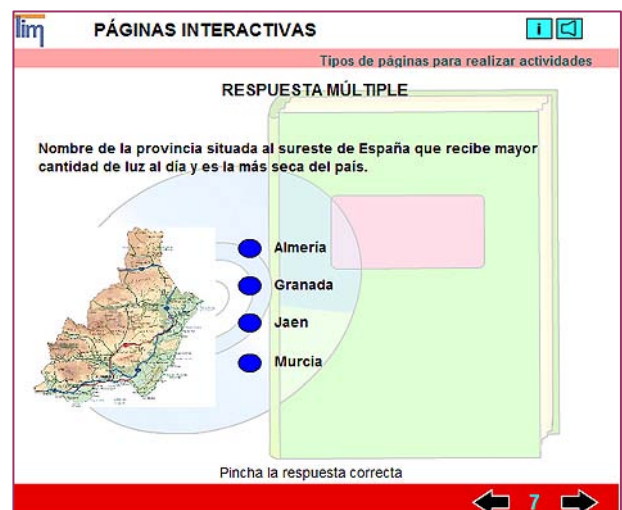 lim
PÁGINAS INTERACTIVAS
i
Tipos de páginas para realizar actividades
RESPUESTA MÚLTIPLE
Nombre de la provincia situada al sureste de España que recibe mayor
cantidad de luz al día y es la más seca del país.
Almería
Granada
Jaen
Murcia
Pincha la respuesta correcta
7